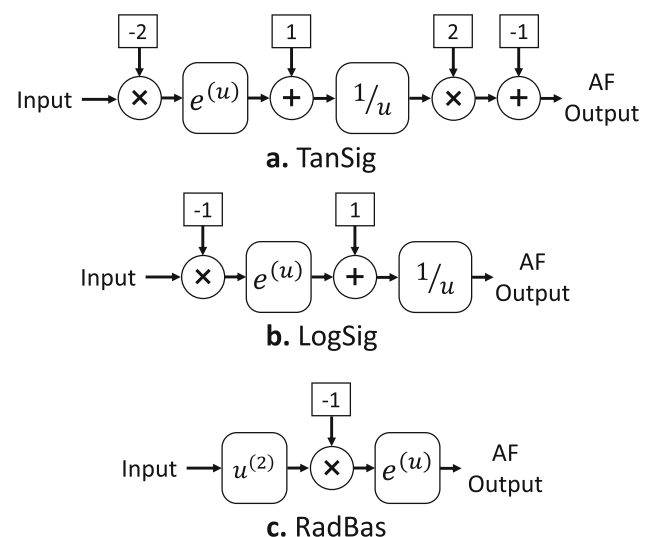 -2 1 2 -1
Input × e^(u) + 1/u × + AF Output
a. TanSig
-1 1
Input × e^(u) + 1/u AF Output
b. LogSig
-1
Input u^(2) × e^(u) AF Output
c. RadBas